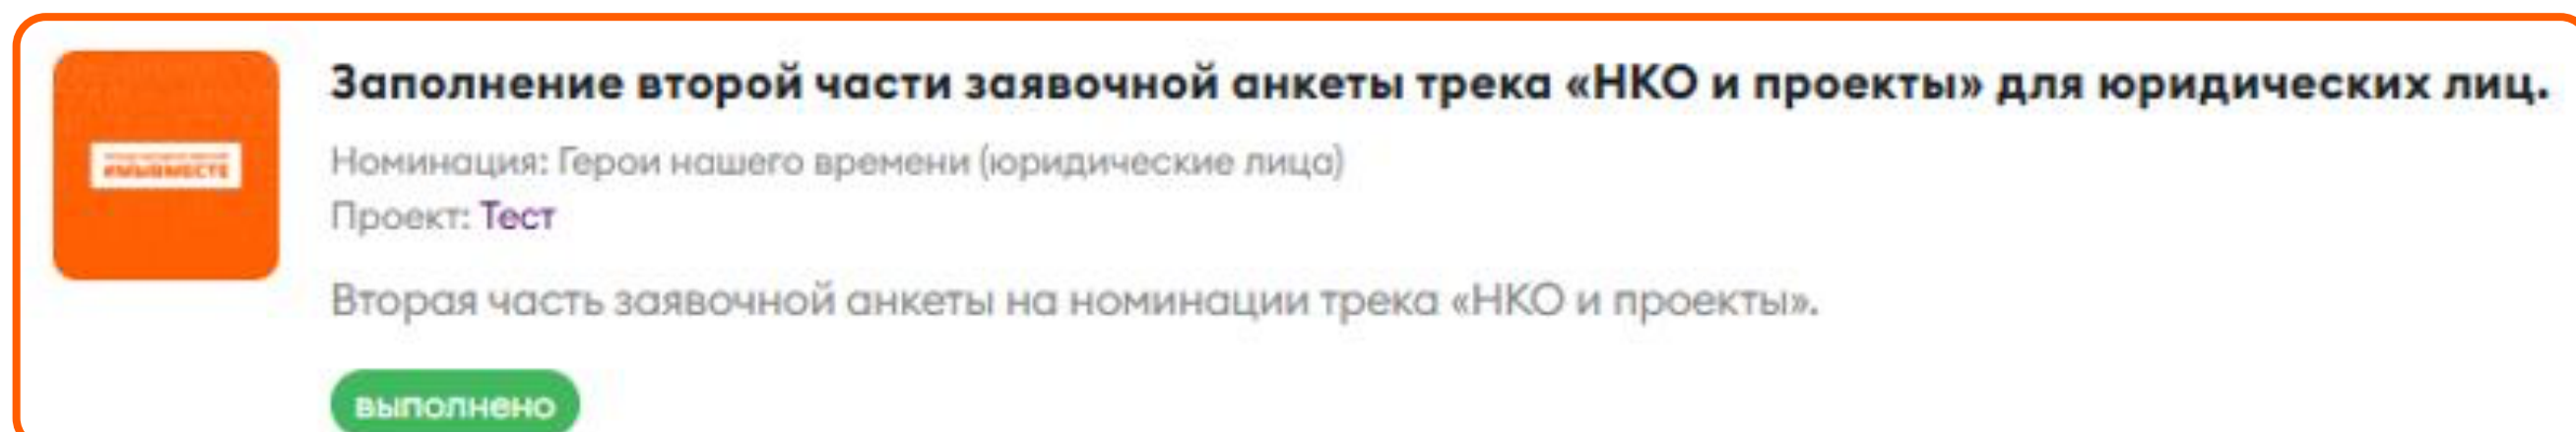 Заполнение второй части заявочной анкеты трека «НКО и проекты» для юридических лиц.
#МЫВМЕСТЕ
Номинация: Герои нашего времени (юридические лица)
Проект: Тест
Вторая часть заявочной анкеты на номинации трека «НКО и проекты».
выполнено